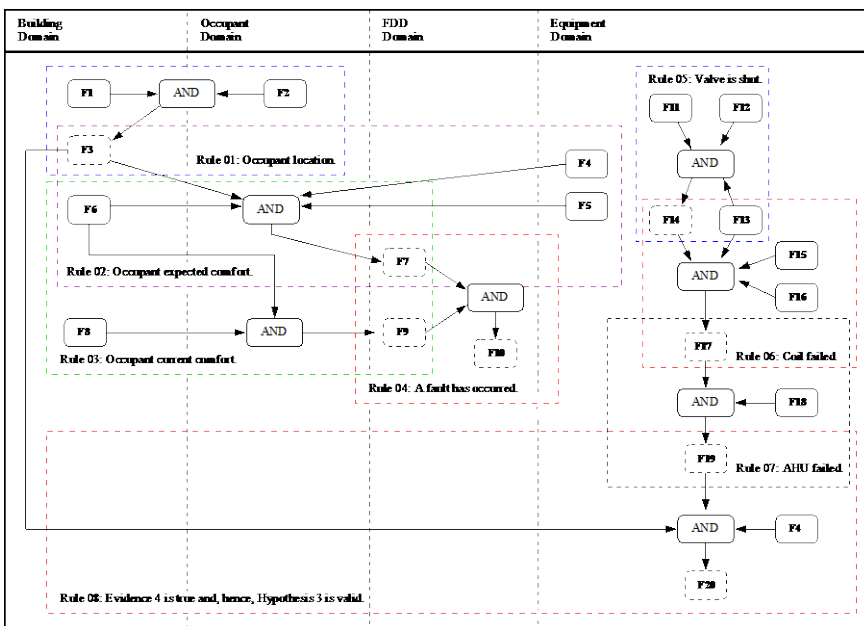 Building Domain
Occupant Domain
FDD Domain
Equipment Domain
Rule 05: Valve is shut.
F1
AND
F2
F11
F12
F3
Rule 01: Occupant location.
F4
AND
F6
AND
F5
F14
F13
Rule 02: Occupant expected comfort.
F7
AND
F15
AND
F16
F8
AND
F9
F10
F17
Rule 03: Occupant current comfort.
Rule 06: Coil failed.
Rule 04: A fault has occurred.
AND
F18
F19
Rule 07: AHU failed.
AND
F4
F20
Rule 08: Evidence 4 is true and, hence, Hypothesis 3 is valid.